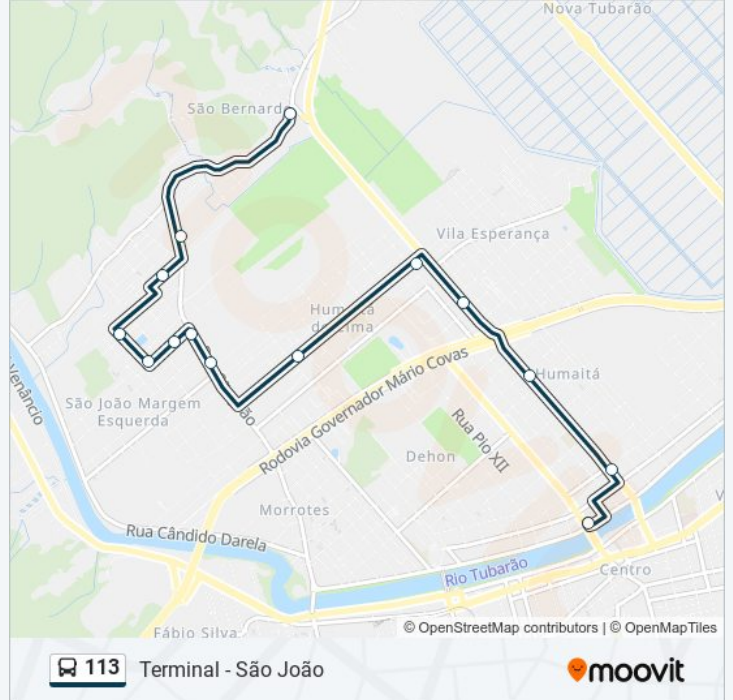 Nova Tubarão
São Bernard
Vila Esperança
Humaitá
de Cima
Rodovia Governador Mário Covas
Humaitá
Venâncio
São João Margem
Esquerda
Rua Pio XII
Dehon
Morrotes
Rua Cândido Darela
Rio Tubarão
Centro
Fábio Silva
© OpenStreetMap contributors | © OpenMapTiles
113 Terminal - São João
moovit